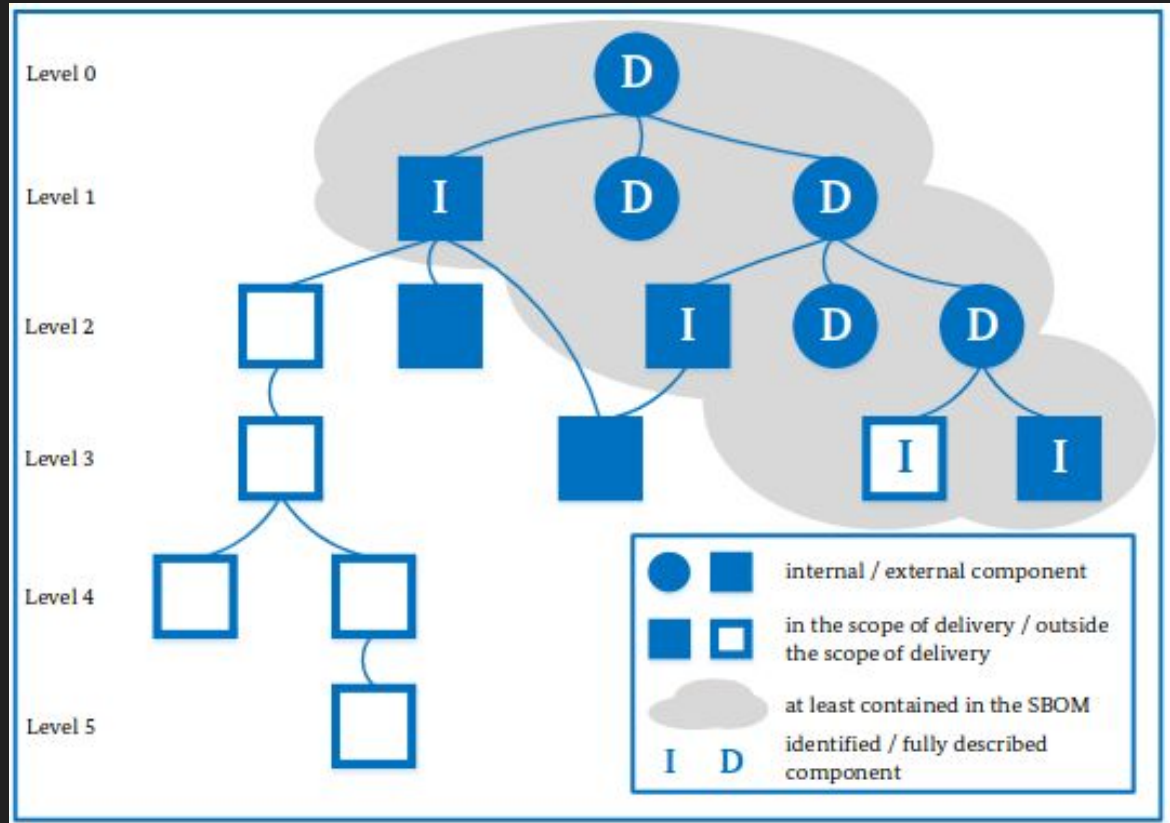 Level 0
D
Level 1
I
D
D
Level 2
I
D
D
Level 3
I
I
Level 4
Level 5
internal / external component
in the scope of delivery / outside
the scope of delivery
at least contained in the SBOM
I D
identified / fully described
component